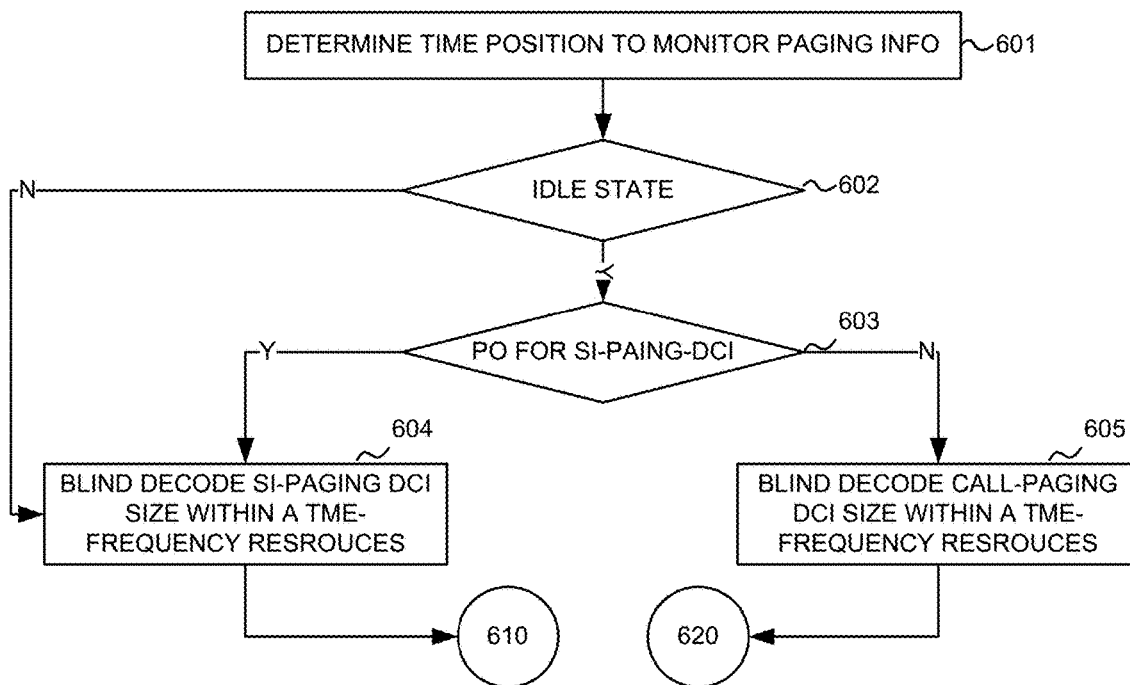 DETERMINE TIME POSITION TO MONITOR PAGING INFO
601
N
IDLE STATE
602
Y
Y
PO FOR SI-PAING-DCI
603
N
604
BLIND DECODE SI-PAGING DCI
SIZE WITHIN A TME-
FREQUENCY RESROUCES
605
BLIND DECODE CALL-PAGING
DCI SIZE WITHIN A TME-
FREQUENCY RESROUCES
610
620